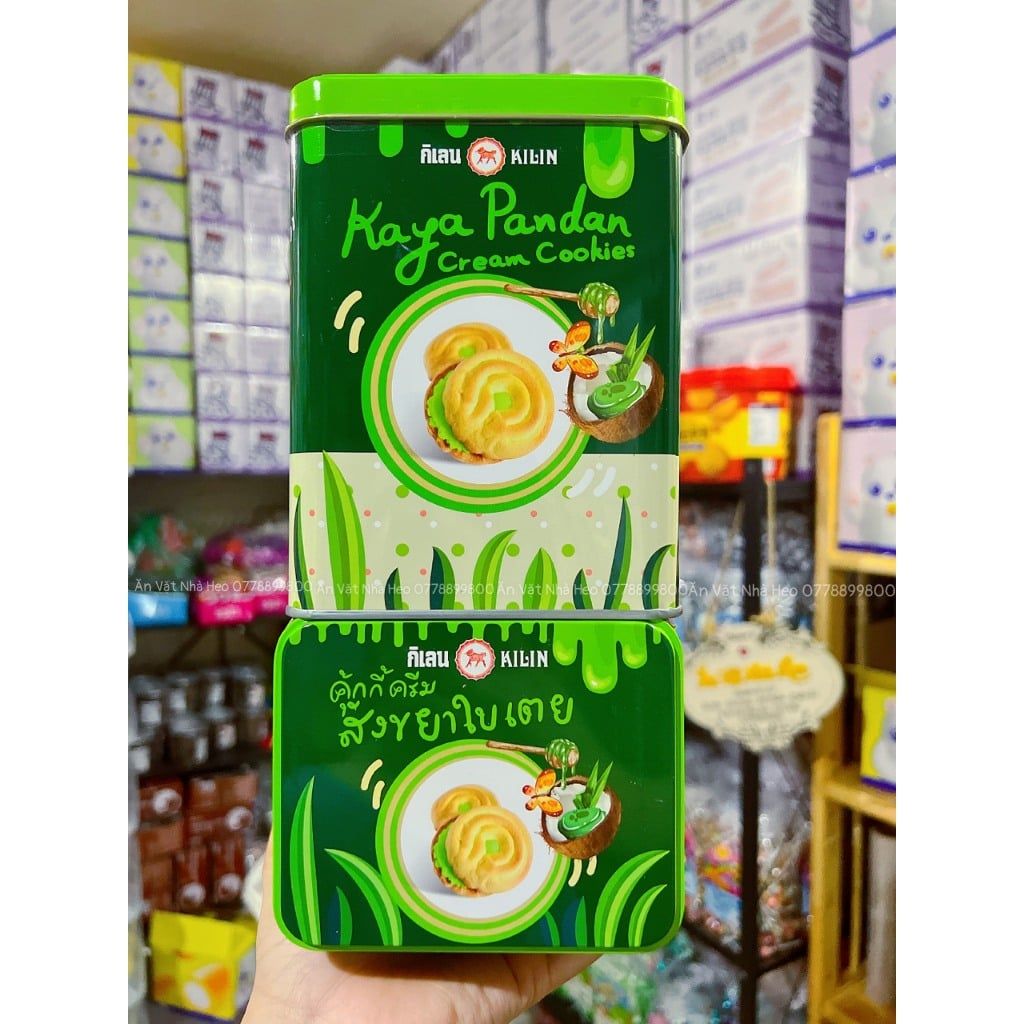 กิเลน KILIN
Kaya Pandan
Cream Cookies
Ăn Vặt Nhà Heo 0778899800 Ăn Vặt Nhà Heo 0778899800 Ăn Vặt Nhà Heo 0778899800
กิเลน KILIN
คุ้กกี้ครีม
สังขยาใบเตย